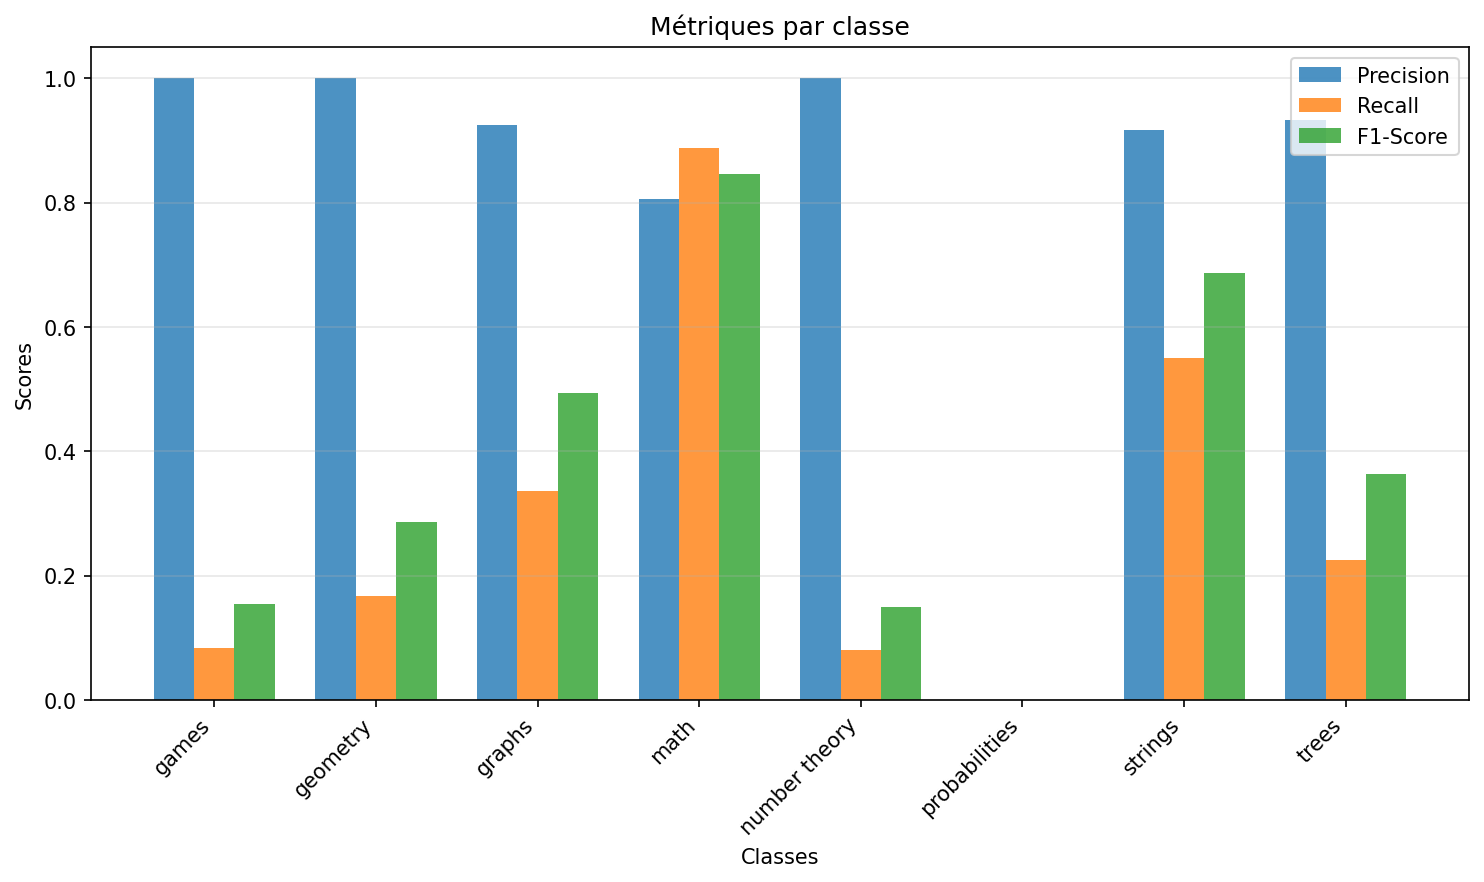 Métriques par classe
Precision
Recall
F1-Score
Scores
1.0
0.8
0.6
0.4
0.2
0.0
games
geometry
graphs
math
number theory
probabilities
strings
trees
Classes